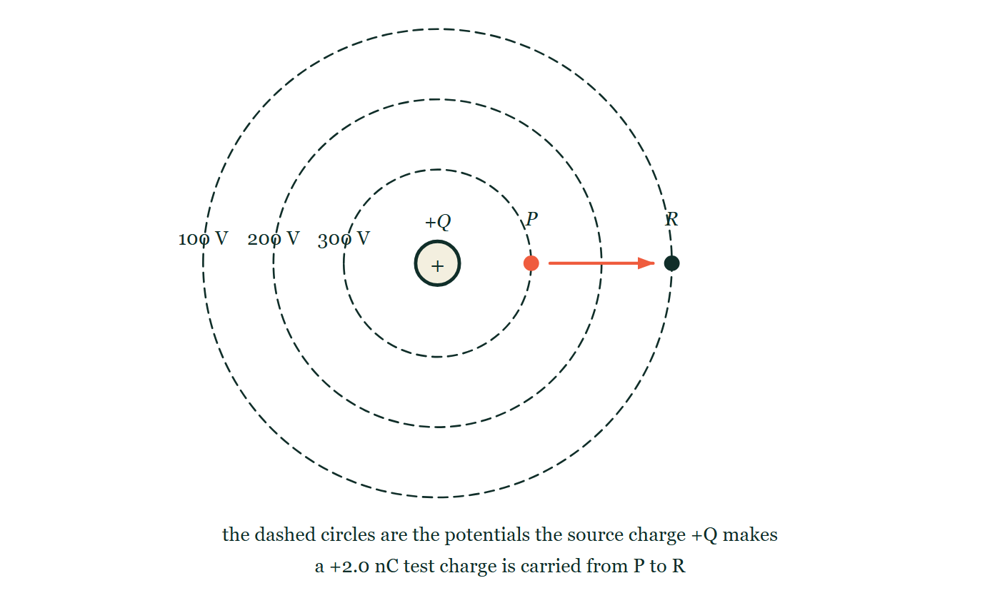 +Q
P
R
100 V
200 V
300 V
+
the dashed circles are the potentials the source charge +Q makes
a +2.0 nC test charge is carried from P to R